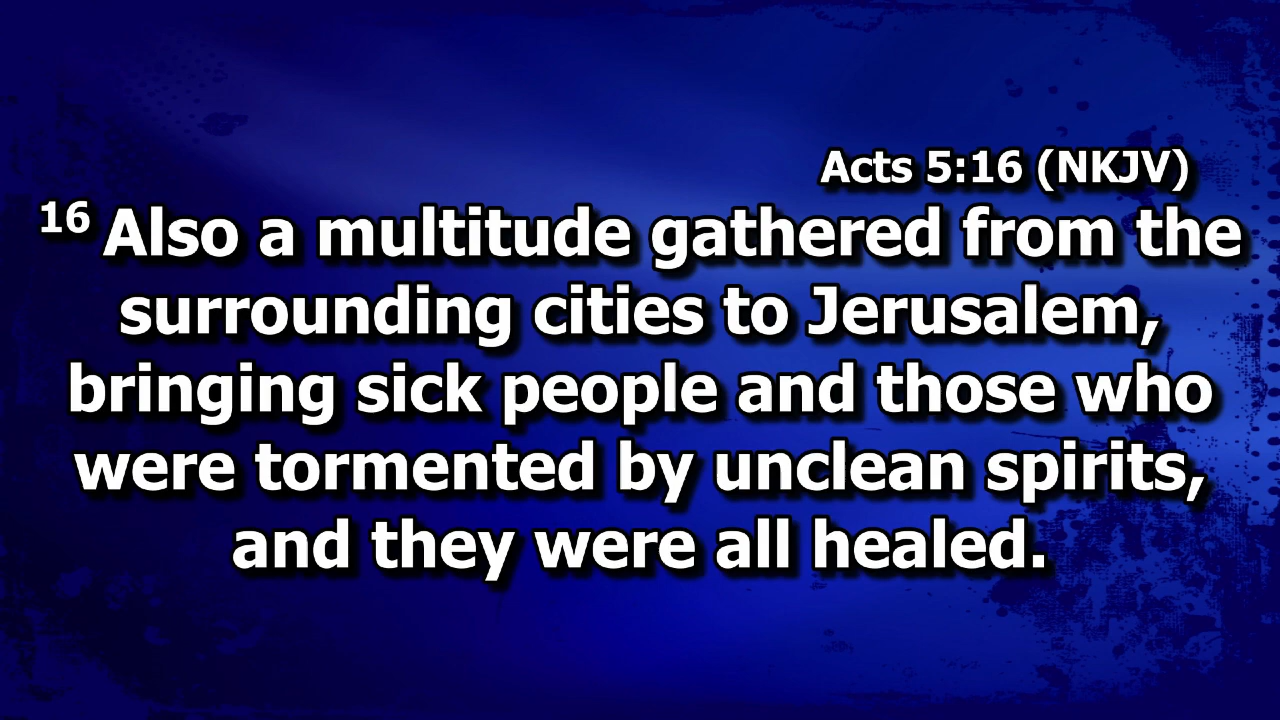 Acts 5:16 (NKJV)
16 Also a multitude gathered from the
surrounding cities to Jerusalem,
bringing sick people and those who
were tormented by unclean spirits,
and they were all healed.